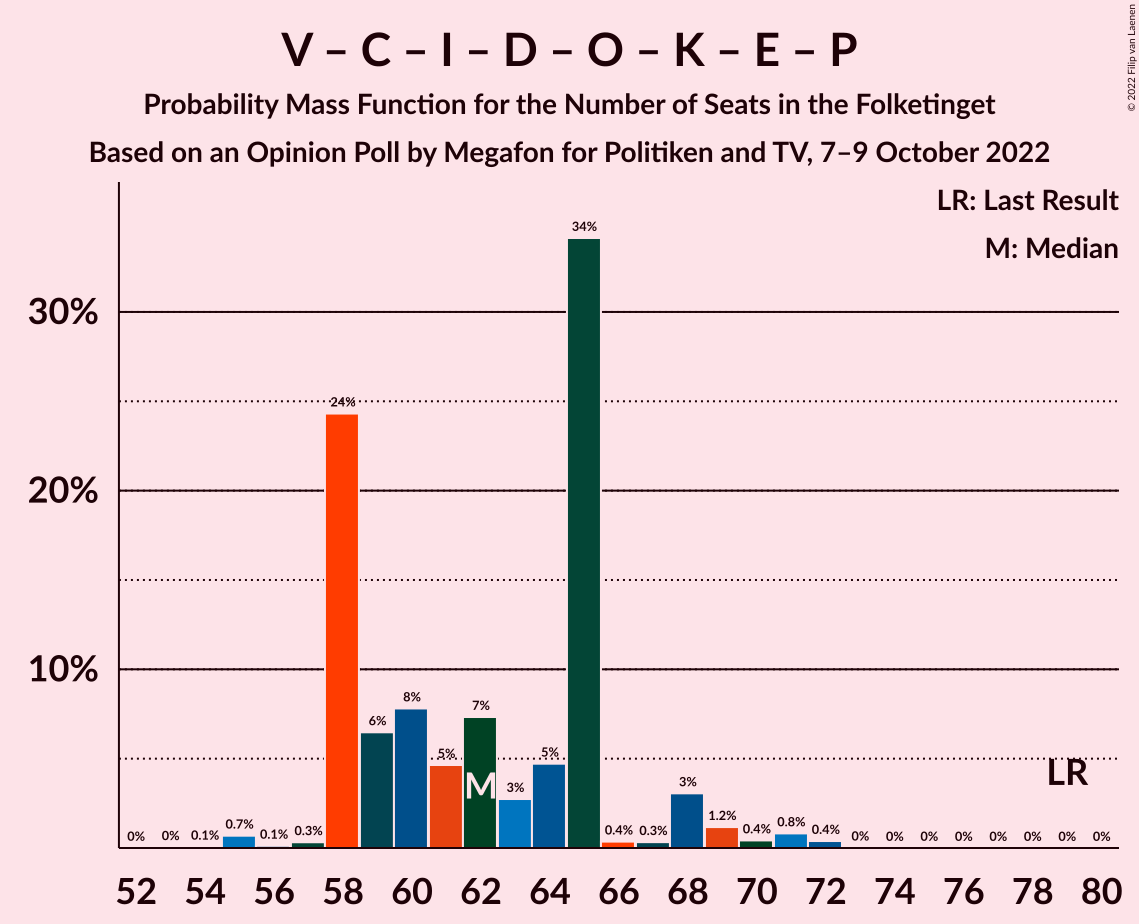 V – C – I – D – O – K – E – P
Probability Mass Function for the Number of Seats in the Folketinget
Based on an Opinion Poll by Megafon for Politiken and TV, 7–9 October 2022
© 2022 Filip van Laenen
LR: Last Result
M: Median
34%
30%
24%
20%
10%
8%
7%
6%
5%
5%
M
LR
3%
3%
1.2%
0% 0% 0.1% 0.7% 0.1% 0.3% 0.4% 0.3% 0.4% 0.8% 0.4% 0% 0% 0% 0% 0% 0% 0% 0%
52 54 56 58 60 62 64 66 68 70 72 74 76 78 80